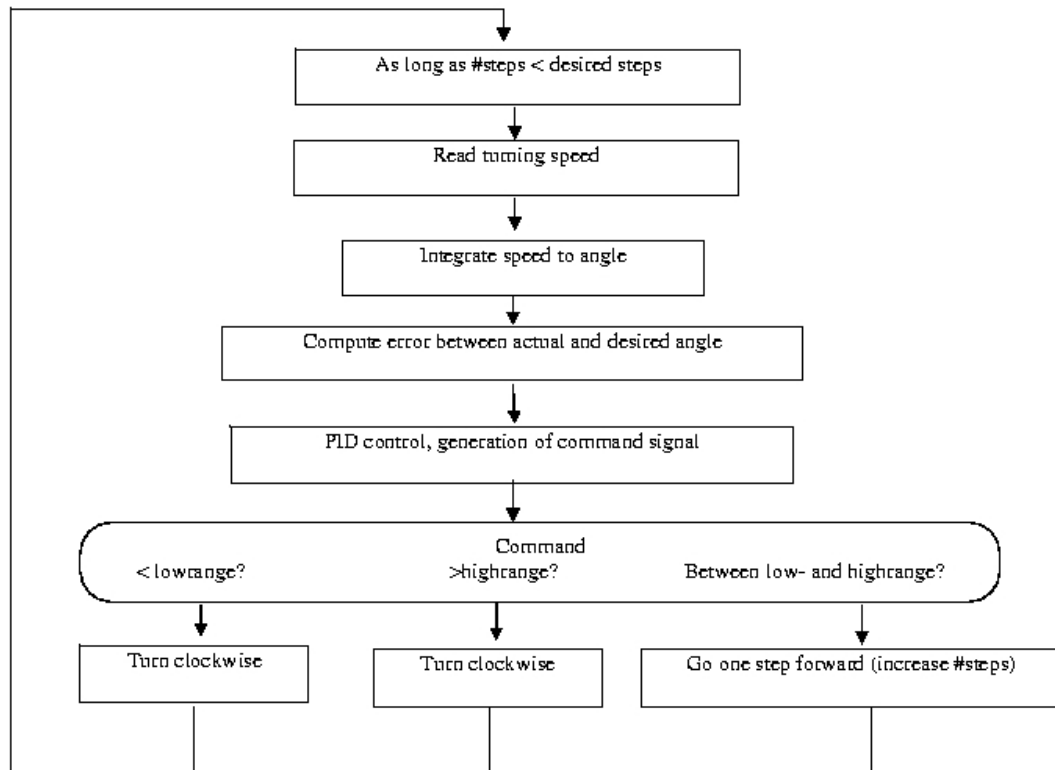 As long as #steps < desired steps
Read turning speed
Integrate speed to angle
Compute error between actual and desired angle
PID control, generation of command signal
Command
< lowrange? >highrange? Between low- and highrange?
Turn clockwise Turn clockwise Go one step forward (increase #steps)